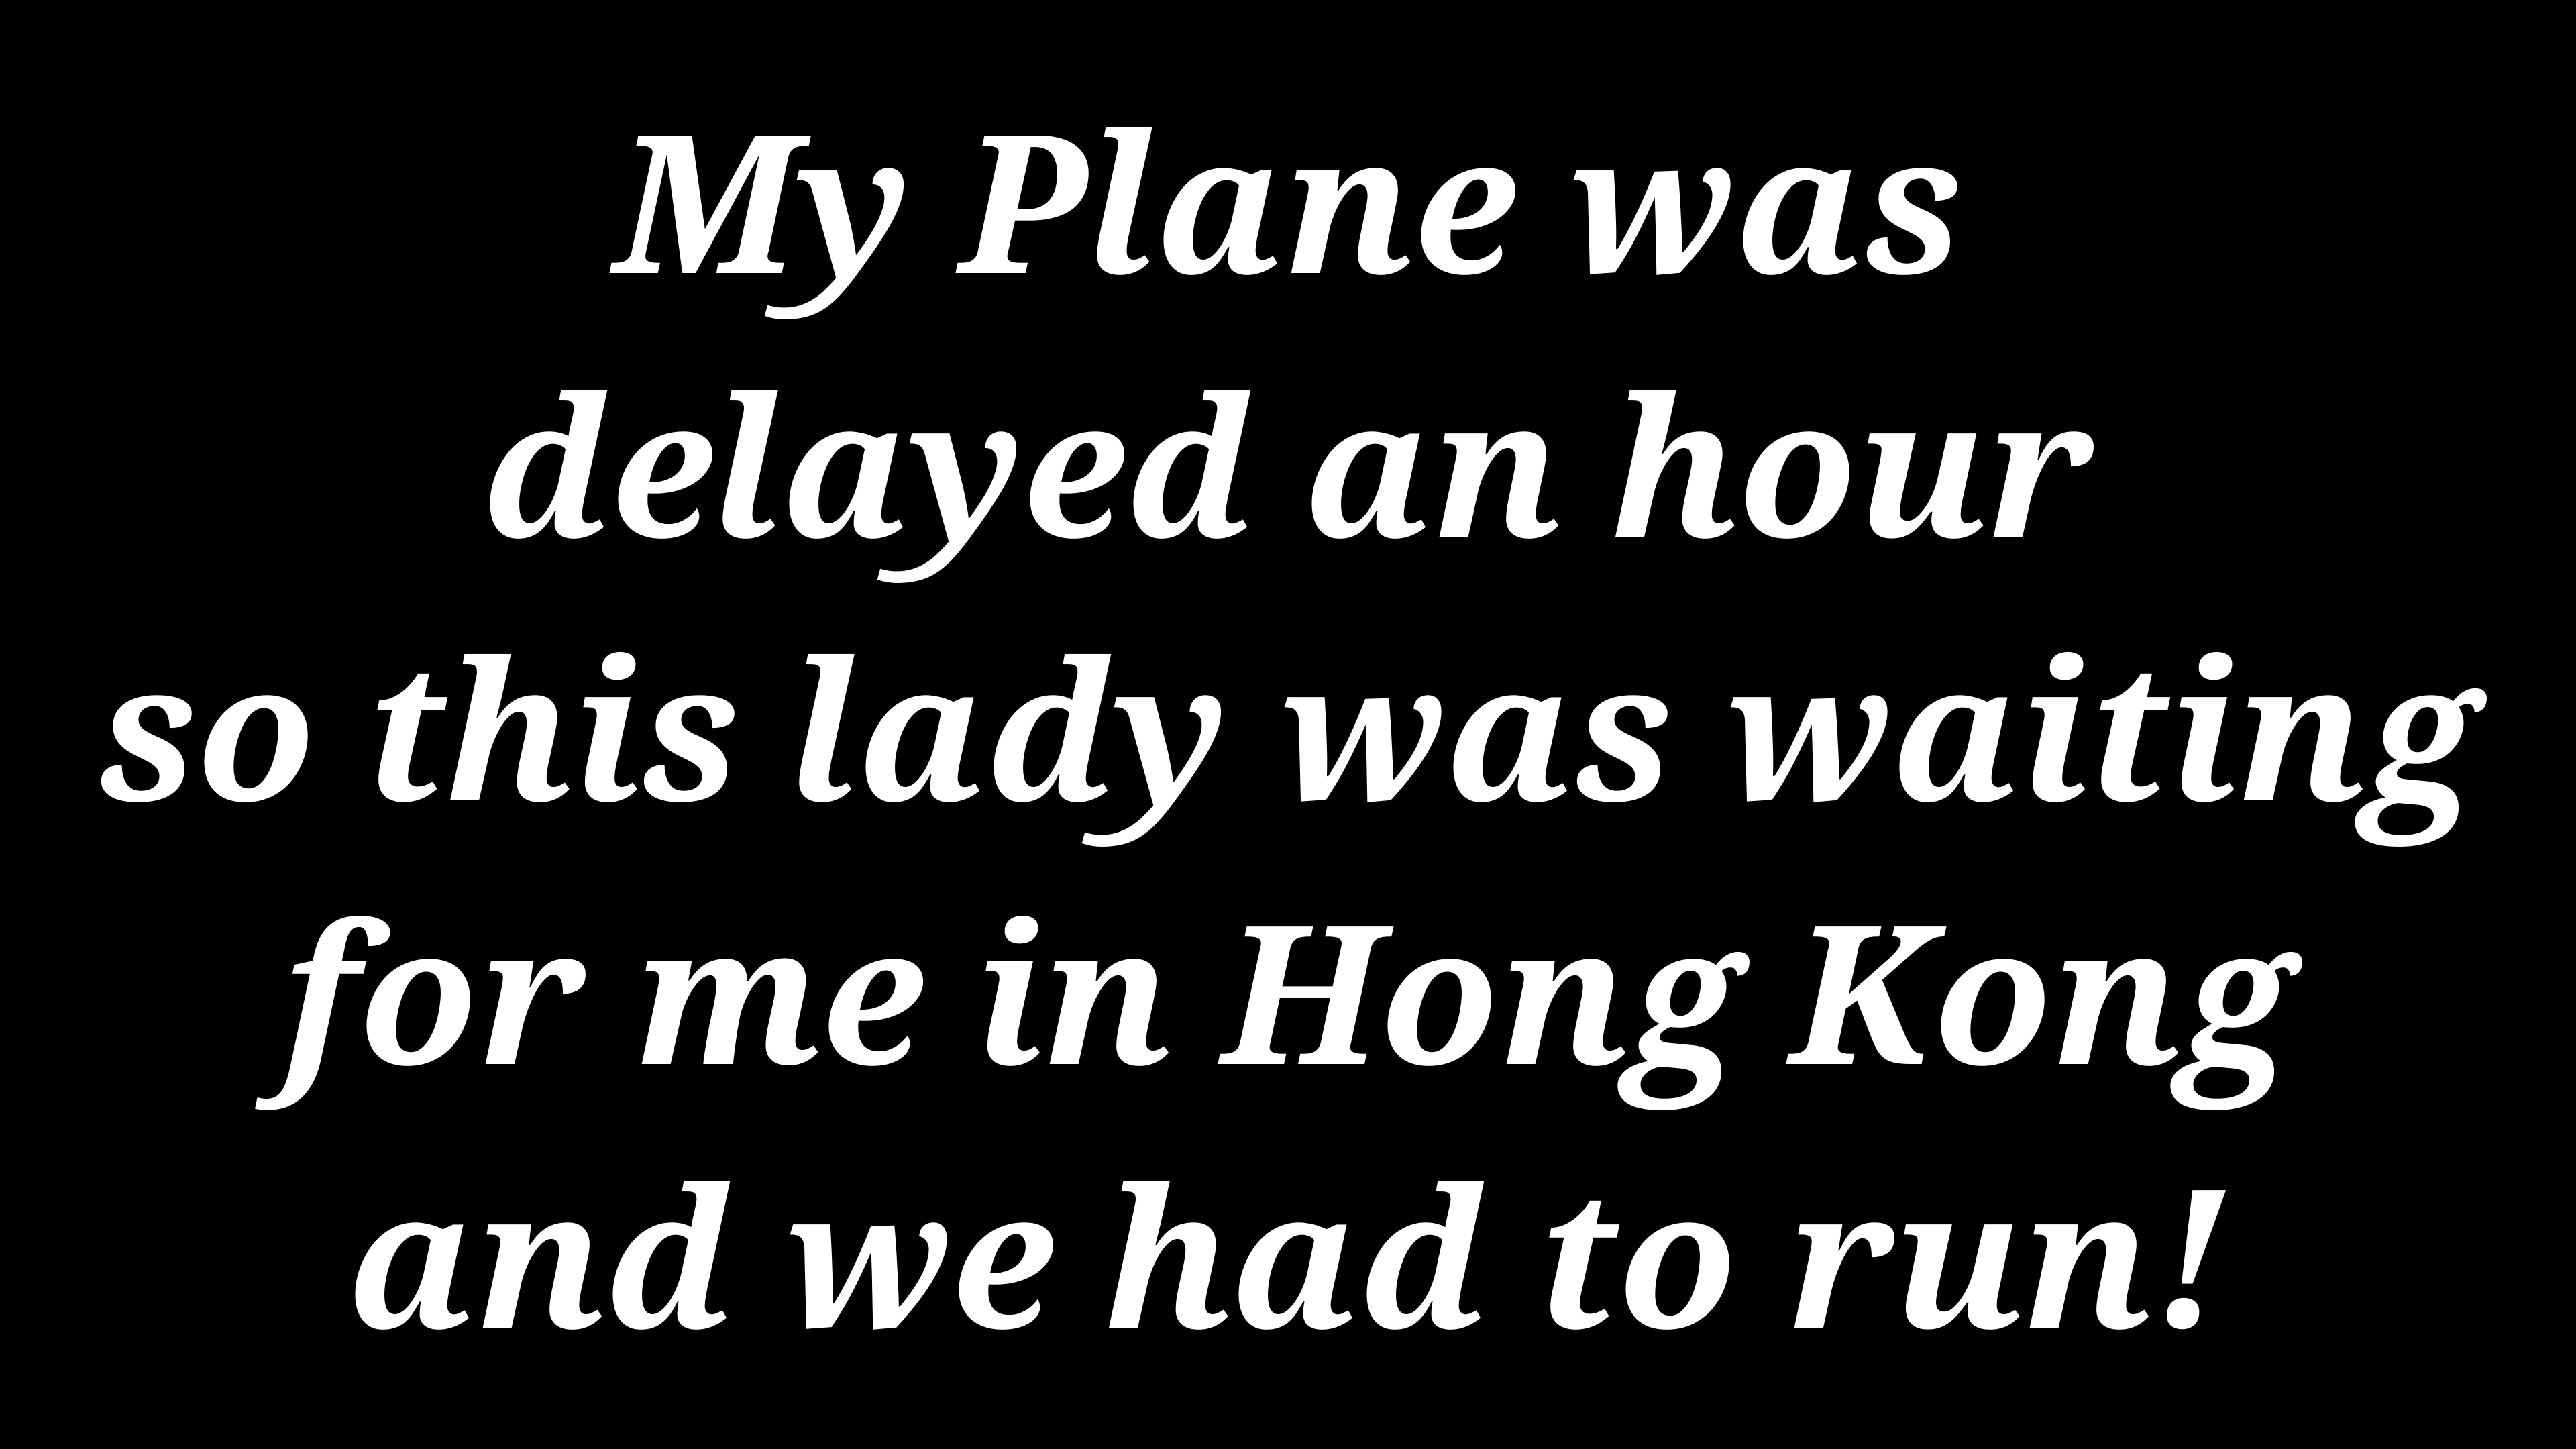 My Plane was
delayed an hour
so this lady was waiting
for me in Hong Kong
and we had to run!